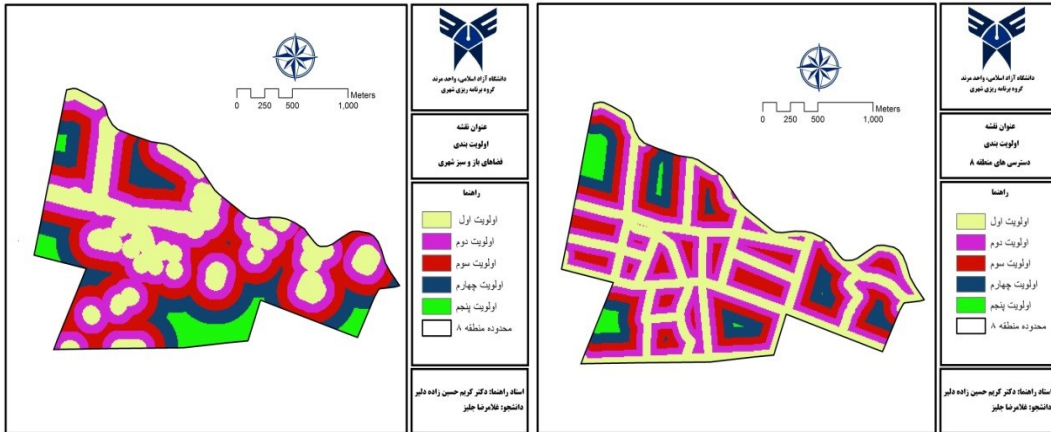 دانشگاه آزاد اسلامی، واحد مرند
گروه برنامه ریزی شهری
Meters
0 250 500 1,000
عنوان نقشه
اولویت بندی
فضاهای باز و سبز شهری
راهنما
اولویت اول
اولویت دوم
اولویت سوم
اولویت چهارم
اولویت پنجم
محدوده منطقه ۸
استاد راهنما: دکتر کریم حسین زاده دلیر
دانشجو: غلامرضا جلیز
دانشگاه آزاد اسلامی، واحد مرند
گروه برنامه ریزی شهری
Meters
0 250 500 1,000
عنوان نقشه
اولویت بندی
دسترسی های منطقه ۸
راهنما
اولویت اول
اولویت دوم
اولویت سوم
اولویت چهارم
اولویت پنجم
محدوده منطقه ۸
استاد راهنما: دکتر کریم حسین زاده دلیر
دانشجو: غلامرضا جلیز